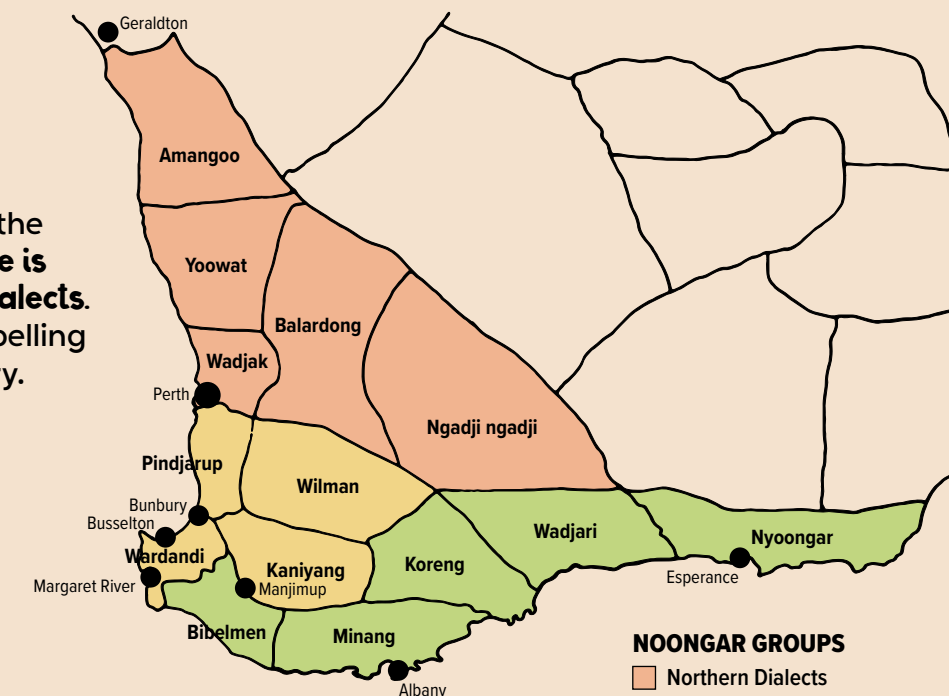 Geraldton
Amangoo
the
e is
Yoowat
alects.
Balardong
pelling
Wadjak
y.
Perth
Ngadji ngadji
Pindjarup
Wilman
Bunbury
Busselton
Wadjari
Nyoongar
Wardandi
Koreng
Kaniyang
Esperance
Margaret River
Manjimup
Bibelmen
Minang
NOONGAR GROUPS
Northern Dialects
Albany